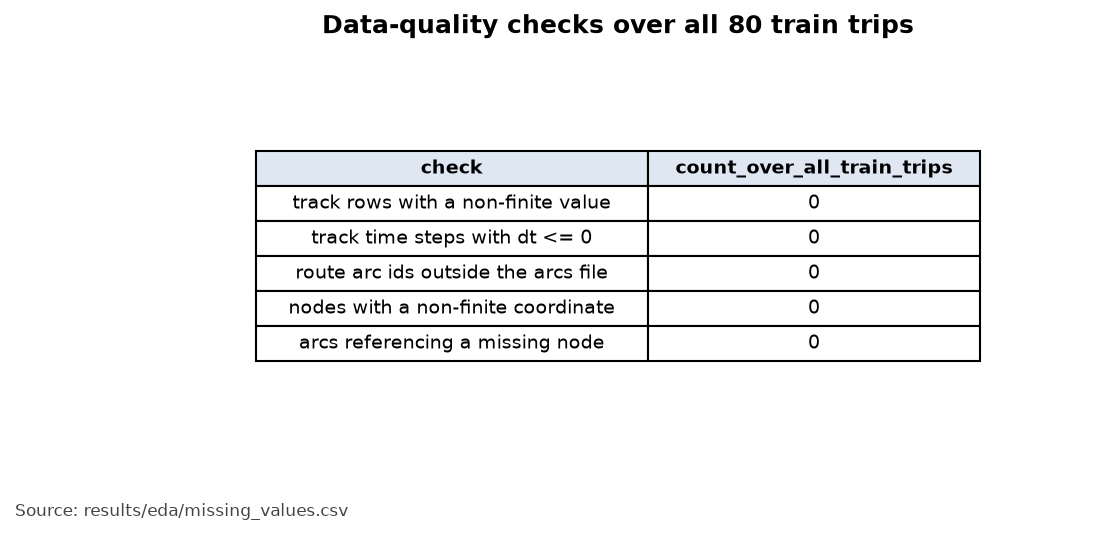 Data-quality checks over all 80 train trips
check count_over_all_train_trips
track rows with a non-finite value 0
track time steps with dt <= 0 0
route arc ids outside the arcs file 0
nodes with a non-finite coordinate 0
arcs referencing a missing node 0
Source: results/eda/missing_values.csv